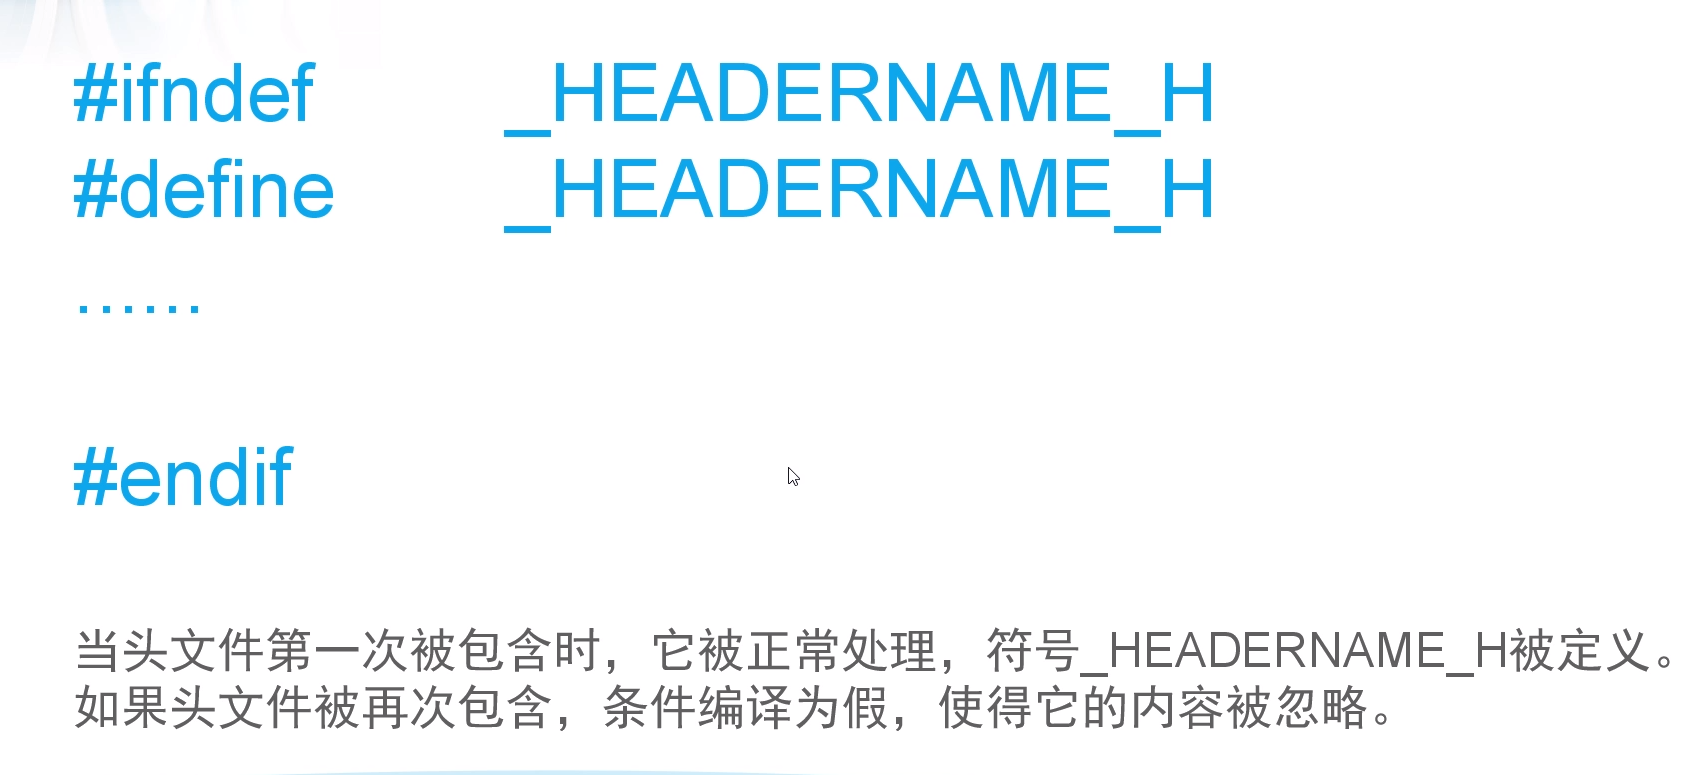 #ifndef _HEADERNAME_H
#define _HEADERNAME_H
……
#endif
当头文件第一次被包含时，它被正常处理，符号_HEADERNAME_H被定义。
如果头文件被再次包含，条件编译为假，使得它的内容被忽略。